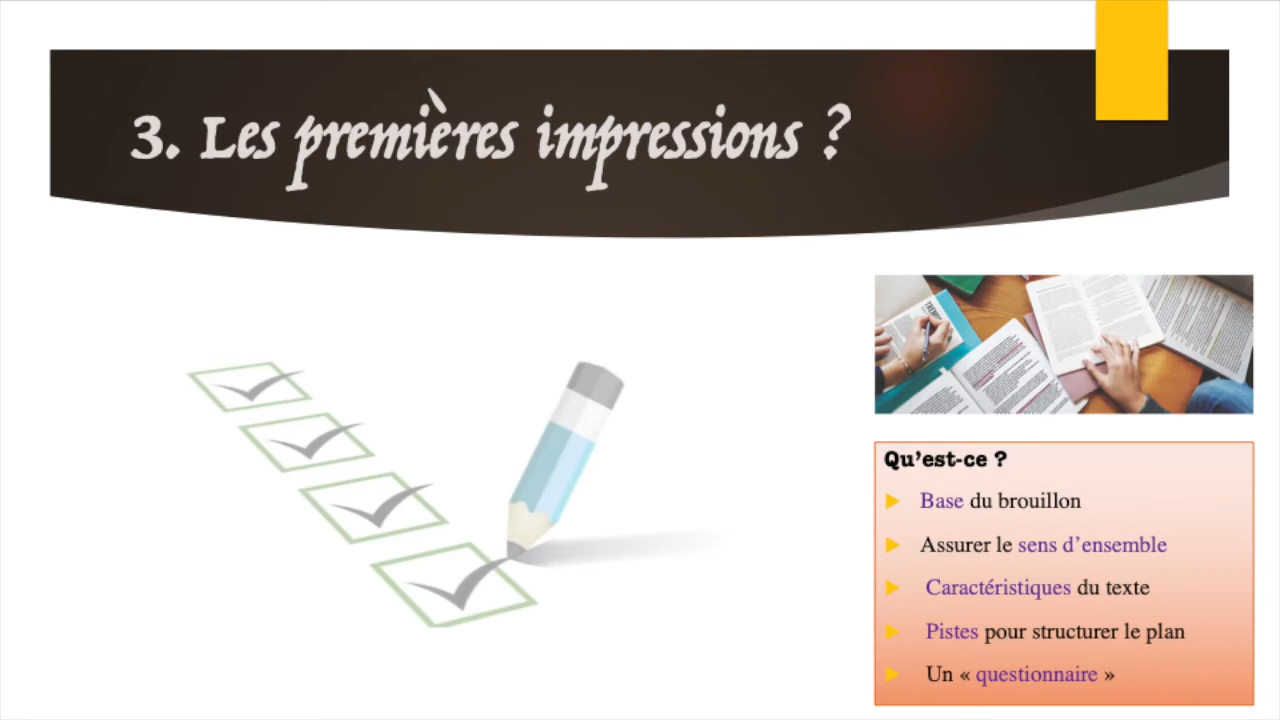 3. Les premières impressions ?
Qu’est-ce ?
Base du brouillon
Assurer le sens d’ensemble
Caractéristiques du texte
Pistes pour structurer le plan
Un « questionnaire »